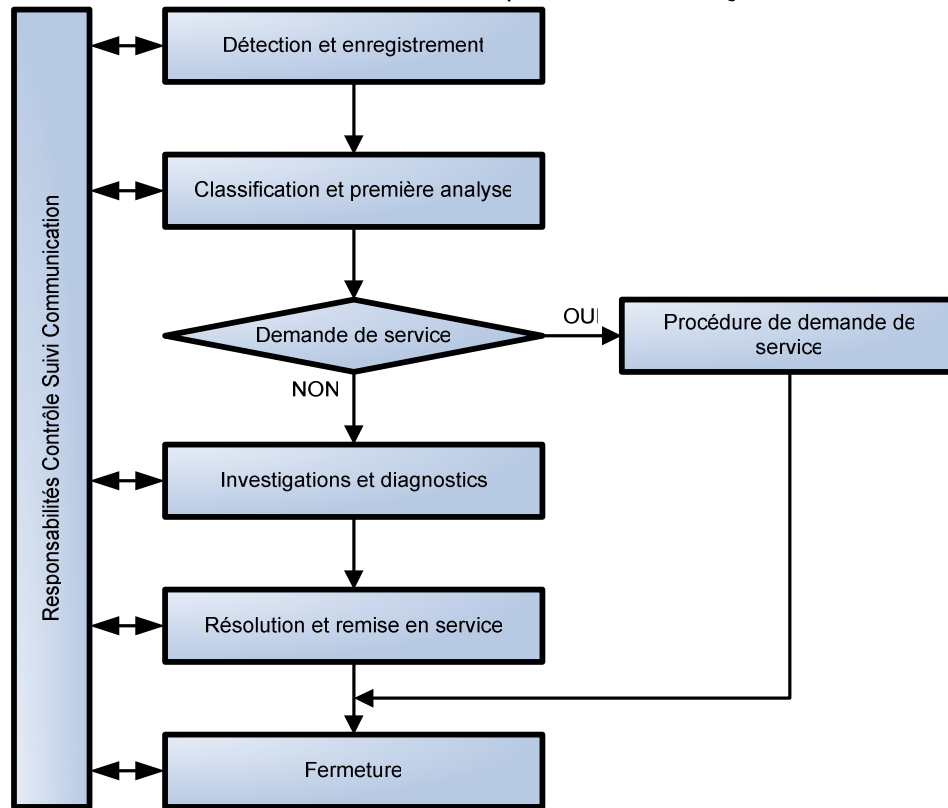 Détection et enregistrement
Classification et première analyse
Demande de service
OUI
Procédure de demande de
service
NON
Investigations et diagnostics
Résolution et remise en service
Fermeture
Responsabilités Contrôle Suivi Communication